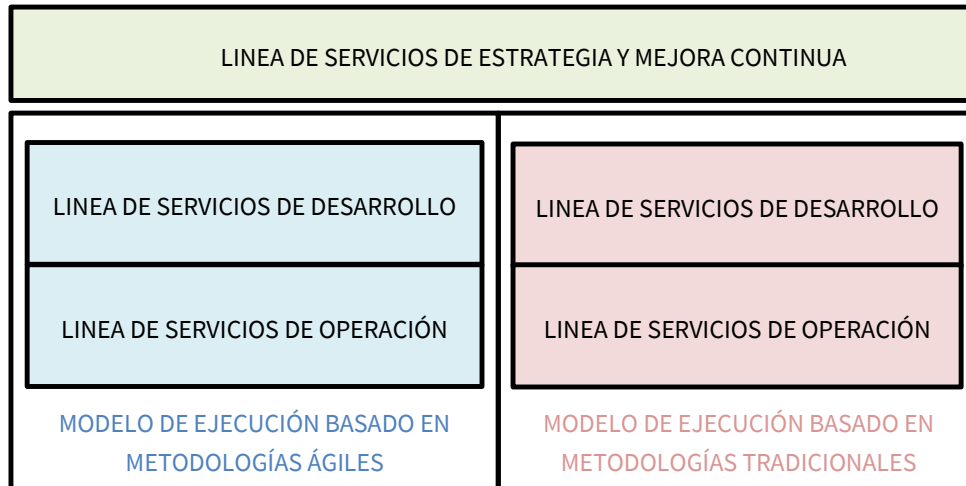 LINEA DE SERVICIOS DE ESTRATEGIA Y MEJORA CONTINUA
LINEA DE SERVICIOS DE DESARROLLO
LINEA DE SERVICIOS DE OPERACIÓN
MODELO DE EJECUCIÓN BASADO EN
METODOLOGÍAS ÁGILES
LINEA DE SERVICIOS DE DESARROLLO
LINEA DE SERVICIOS DE OPERACIÓN
MODELO DE EJECUCIÓN BASADO EN
METODOLOGÍAS TRADICIONALES